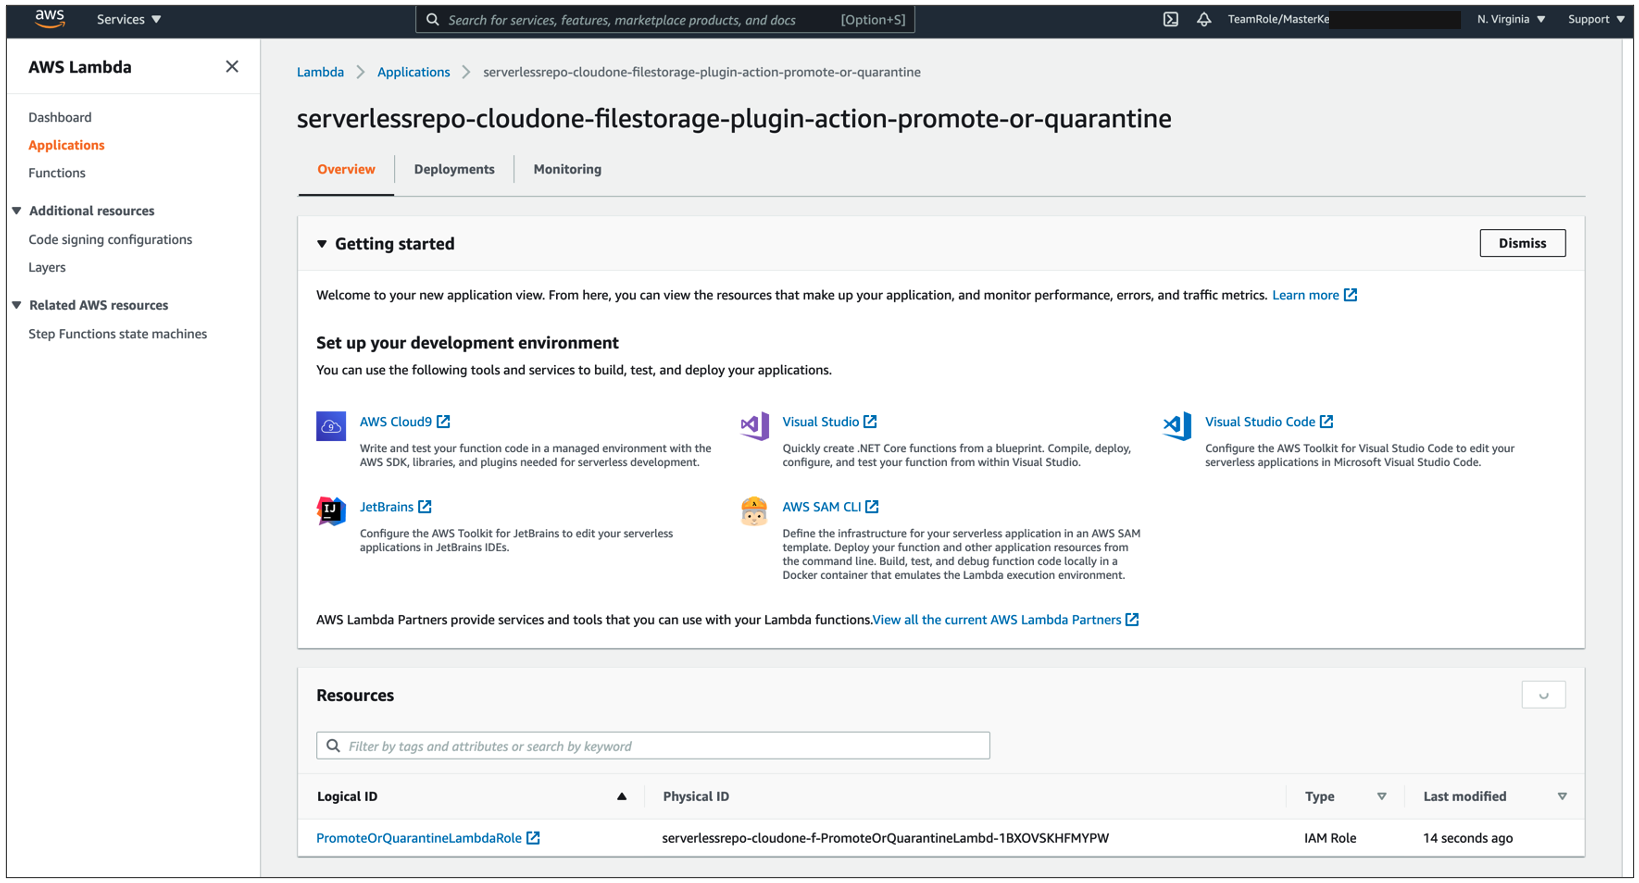 aws
Services
Search for services, features, marketplace products, and docs
[Option+S]
TeamRole/MasterKe
N. Virginia
Support
AWS Lambda
Dashboard
Applications
Functions
Additional resources
Code signing configurations
Layers
Related AWS resources
Step Functions state machines
Lambda
Applications
serverlessrepo-cloudone-filestorage-plugin-action-promote-or-quarantine
serverlessrepo-cloudone-filestorage-plugin-action-promote-or-quarantine
Overview
Deployments
Monitoring
Getting started
Dismiss
Welcome to your new application view. From here, you can view the resources that make up your application, and monitor performance, errors, and traffic metrics. Learn more
Set up your development environment
You can use the following tools and services to build, test, and deploy your applications.
9
AWS Cloud9
Write and test your function code in a managed environment with the
AWS SDK, libraries, and plugins needed for serverless development.
Visual Studio
Quickly create .NET Core functions from a blueprint. Compile, deploy,
configure, and test your function from within Visual Studio.
Visual Studio Code
Configure the AWS Toolkit for Visual Studio Code to edit your
serverless applications in Microsoft Visual Studio Code.
IJ
JetBrains
Configure the AWS Toolkit for JetBrains to edit your serverless
applications in JetBrains IDEs.
AWS SAM CLI
Define the infrastructure for your serverless application in an AWS SAM
template. Deploy your function and other application resources from
the command line. Build, test, and debug function code locally in a
Docker container that emulates the Lambda execution environment.
AWS Lambda Partners provide services and tools that you can use with your Lambda functions.View all the current AWS Lambda Partners
Resources
Filter by tags and attributes or search by keyword
Logical ID
Physical ID
Type
Last modified
PromoteOrQuarantineLambdaRole
serverlessrepo-cloudone-f-PromoteOrQuarantineLambd-1BXOVSKHFMYPW
IAM Role
14 seconds ago